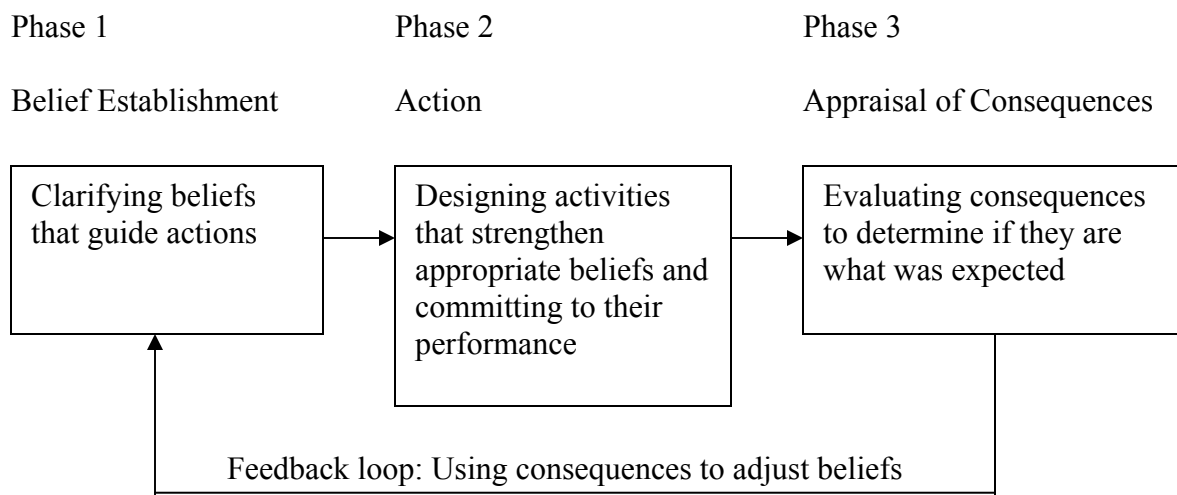 Phase 1
Phase 2
Phase 3
Belief Establishment
Action
Appraisal of Consequences
Clarifying beliefs
that guide actions
Designing activities
that strengthen
appropriate beliefs and
committing to their
performance
Evaluating consequences
to determine if they are
what was expected
Feedback loop: Using consequences to adjust beliefs